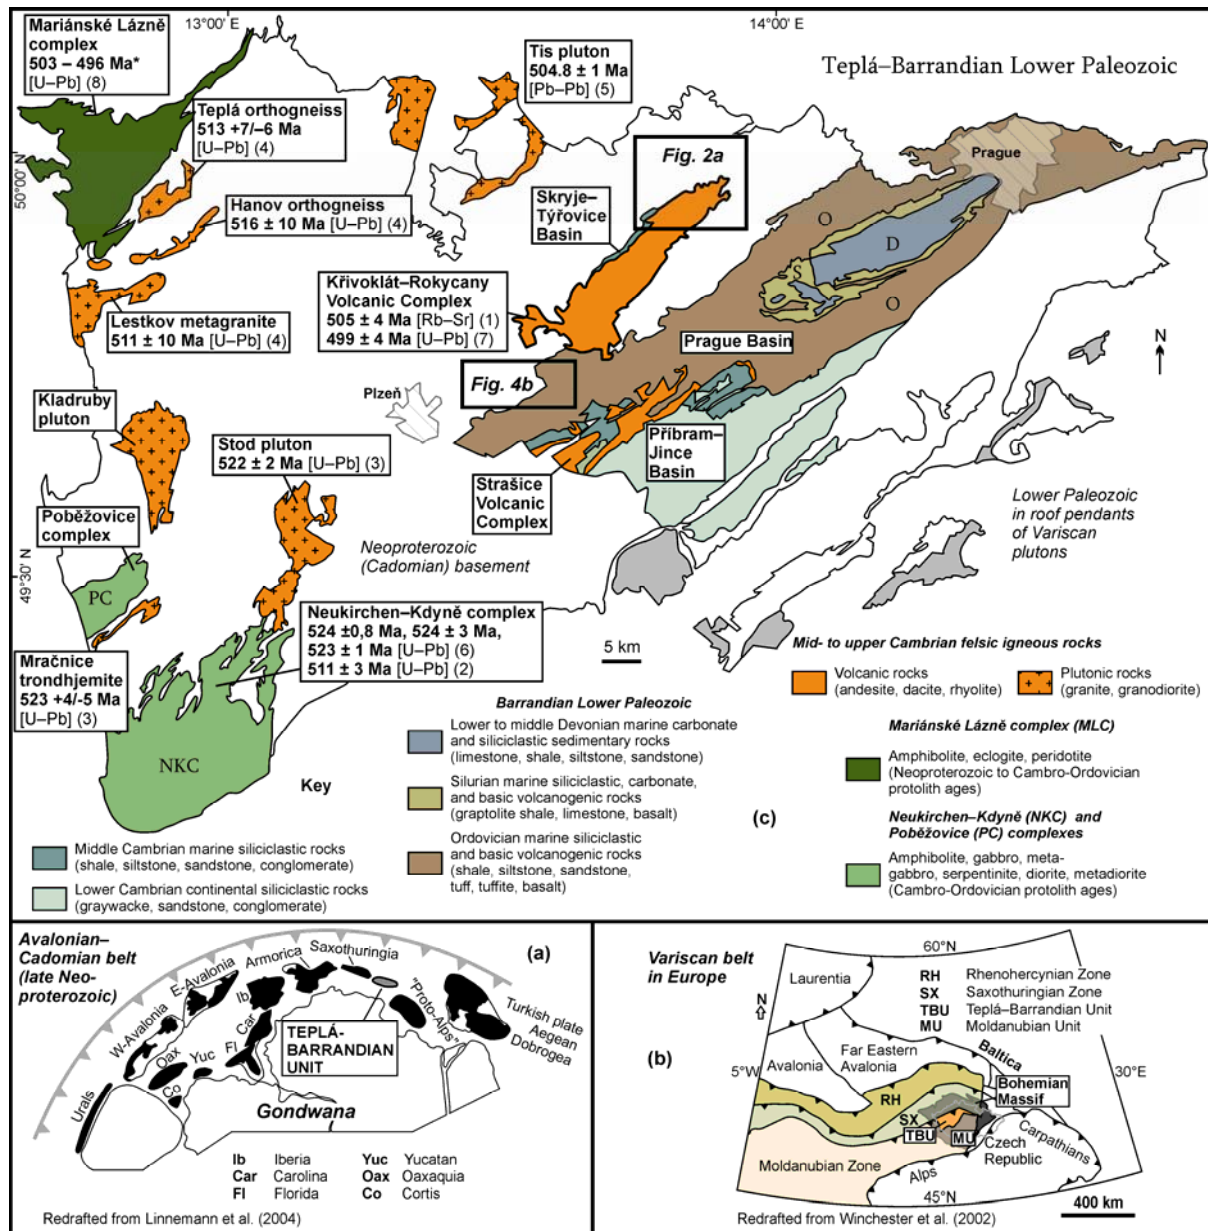 13°00' E
14°00' E
Mariánské Lázně
complex
503 – 496 Ma*
[U–Pb] (8)
Tis pluton
504.8 ± 1 Ma
[Pb–Pb]
(5)
Teplá–Barrandian Lower Paleozoic
Teplá orthogneiss
513 +7/–6 Ma
[U–Pb] (4)
50°00' N
Fig. 2a
Prague
Skryje–
Týřovice
Basin
Hanov orthogneiss
516 ± 10 Ma [U–Pb] (4)
O
D
S
O
Křivoklát–Rokycany
Volcanic Complex
505 ± 4 Ma [Rb–Sr] (1)
499 ± 4 Ma [U–Pb] (7)
Lestkov metagranite
511 ± 10 Ma [U–Pb] (4)
Prague Basin
N
Fig. 4b
Plzeň
Kladruby
pluton
Stod pluton
522 ± 2 Ma [U–Pb] (3)
Příbram–
Jince
Basin
Strašice
Volcanic
Complex
Lower Paleozoic
in roof pendants
of Variscan
plutons
Poběžovice
complex
Neoproterozoic
(Cadomian) basement
49°30' N
PC
Neukirchen–Kdyně complex
524 ±0,8 Ma, 524 ± 3 Ma,
523 ± 1 Ma [U–Pb] (6)
511 ± 3 Ma [U–Pb] (2)
5 km
Mračnice
trondhjemite
523 +4/-5 Ma
[U–Pb] (3)
NKC
Key
Mid- to upper Cambrian felsic igneous rocks
Volcanic rocks
(andesite, dacite, rhyolite)
Plutonic rocks
(granite, granodiorite)
Barrandian Lower Paleozoic
Lower to middle Devonian marine carbonate
and siliciclastic sedimentary rocks
(limestone, shale, siltstone, sandstone)
Silurian marine siliciclastic, carbonate,
and basic volcanogenic rocks
(graptolite shale, limestone, basalt)
Ordovician marine siliciclastic
and basic volcanogenic rocks
(shale, siltstone, sandstone,
tuff, tuffite, basalt)
Mariánské Lázně complex (MLC)
Amphibolite, eclogite, peridotite
(Neoproterozoic to Cambro-Ordovician
protolith ages)
(c)
Neukirchen–Kdyně (NKC) and
Poběžovice (PC) complexes
Amphibolite, gabbro, meta-
gabbro, serpentinite, diorite, metadiorite
(Cambro-Ordovician protolith ages)
Middle Cambrian marine siliciclastic rocks
(shale, siltstone, sandstone, conglomerate)
Lower Cambrian continental siliciclastic rocks
(graywacke, sandstone, conglomerate)
Avalonian–
Cadomian belt
(late Neo-
proterozoic)
(a)
Saxothuringia
Armorica
E-Avalonia
W-Avalonia
Ib
Car
Fl
Yuc
Oax
Co
Urals
"Proto-Alps"
Turkish plate
Aegean
Dobrogea
TEPLÁ-
BARRANDIAN
UNIT
Gondwana
Ib Iberia
Car Carolina
Fl Florida
Yuc Yucatan
Oax Oaxaquia
Co Cortis
Redrafted from Linnemann et al. (2004)
Variscan belt
in Europe
60°N
N
Laurentia
RH Rhenohercynian Zone
SX Saxothuringian Zone
TBU Teplá–Barrandian Unit
MU Moldanubian Unit
(b)
5°W
30°E
Avalonia
Far Eastern
Avalonia
Baltica
Bohemian
Massif
RH
SX
TBU
MU
Czech
Republic
Carpathians
Moldanubian Zone
Alps
45°N
400 km
Redrafted from Winchester et al. (2002)